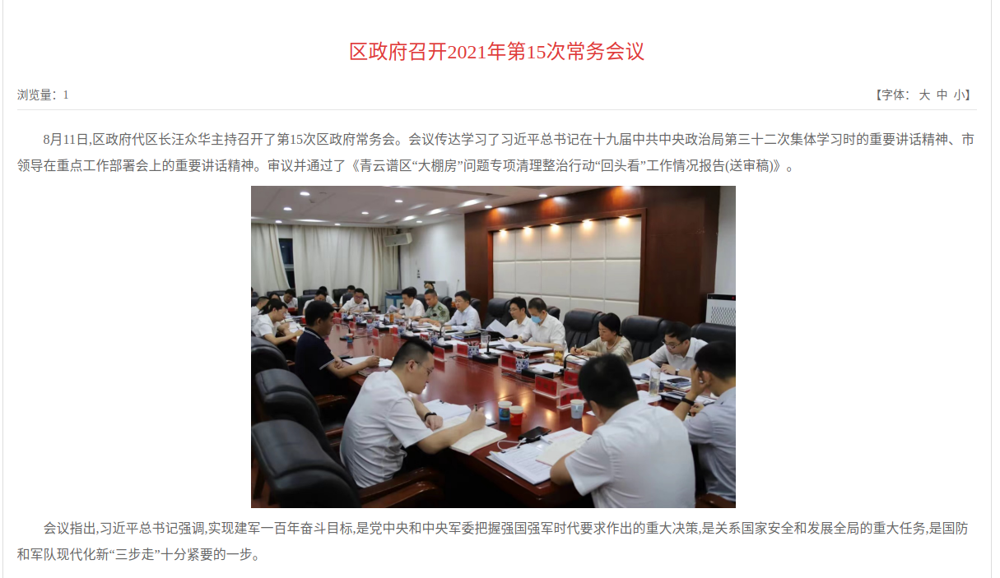 区政府召开2021年第15次常务会议
浏览量：1
【字体： 大 中 小】
8月11日,区政府代区长汪众华主持召开了第15次区政府常务会。会议传达学习了习近平总书记在十九届中共中央政治局第三十二次集体学习时的重要讲话精神、市
领导在重点工作部署会上的重要讲话精神。审议并通过了《青云谱区“大棚房”问题专项清理整治行动“回头看”工作情况报告(送审稿)》。
会议指出,习近平总书记强调,实现建军一百年奋斗目标,是党中央和中央军委把握强国强军时代要求作出的重大决策,是关系国家安全和发展全局的重大任务,是国防
和军队现代化新“三步走”十分紧要的一步。